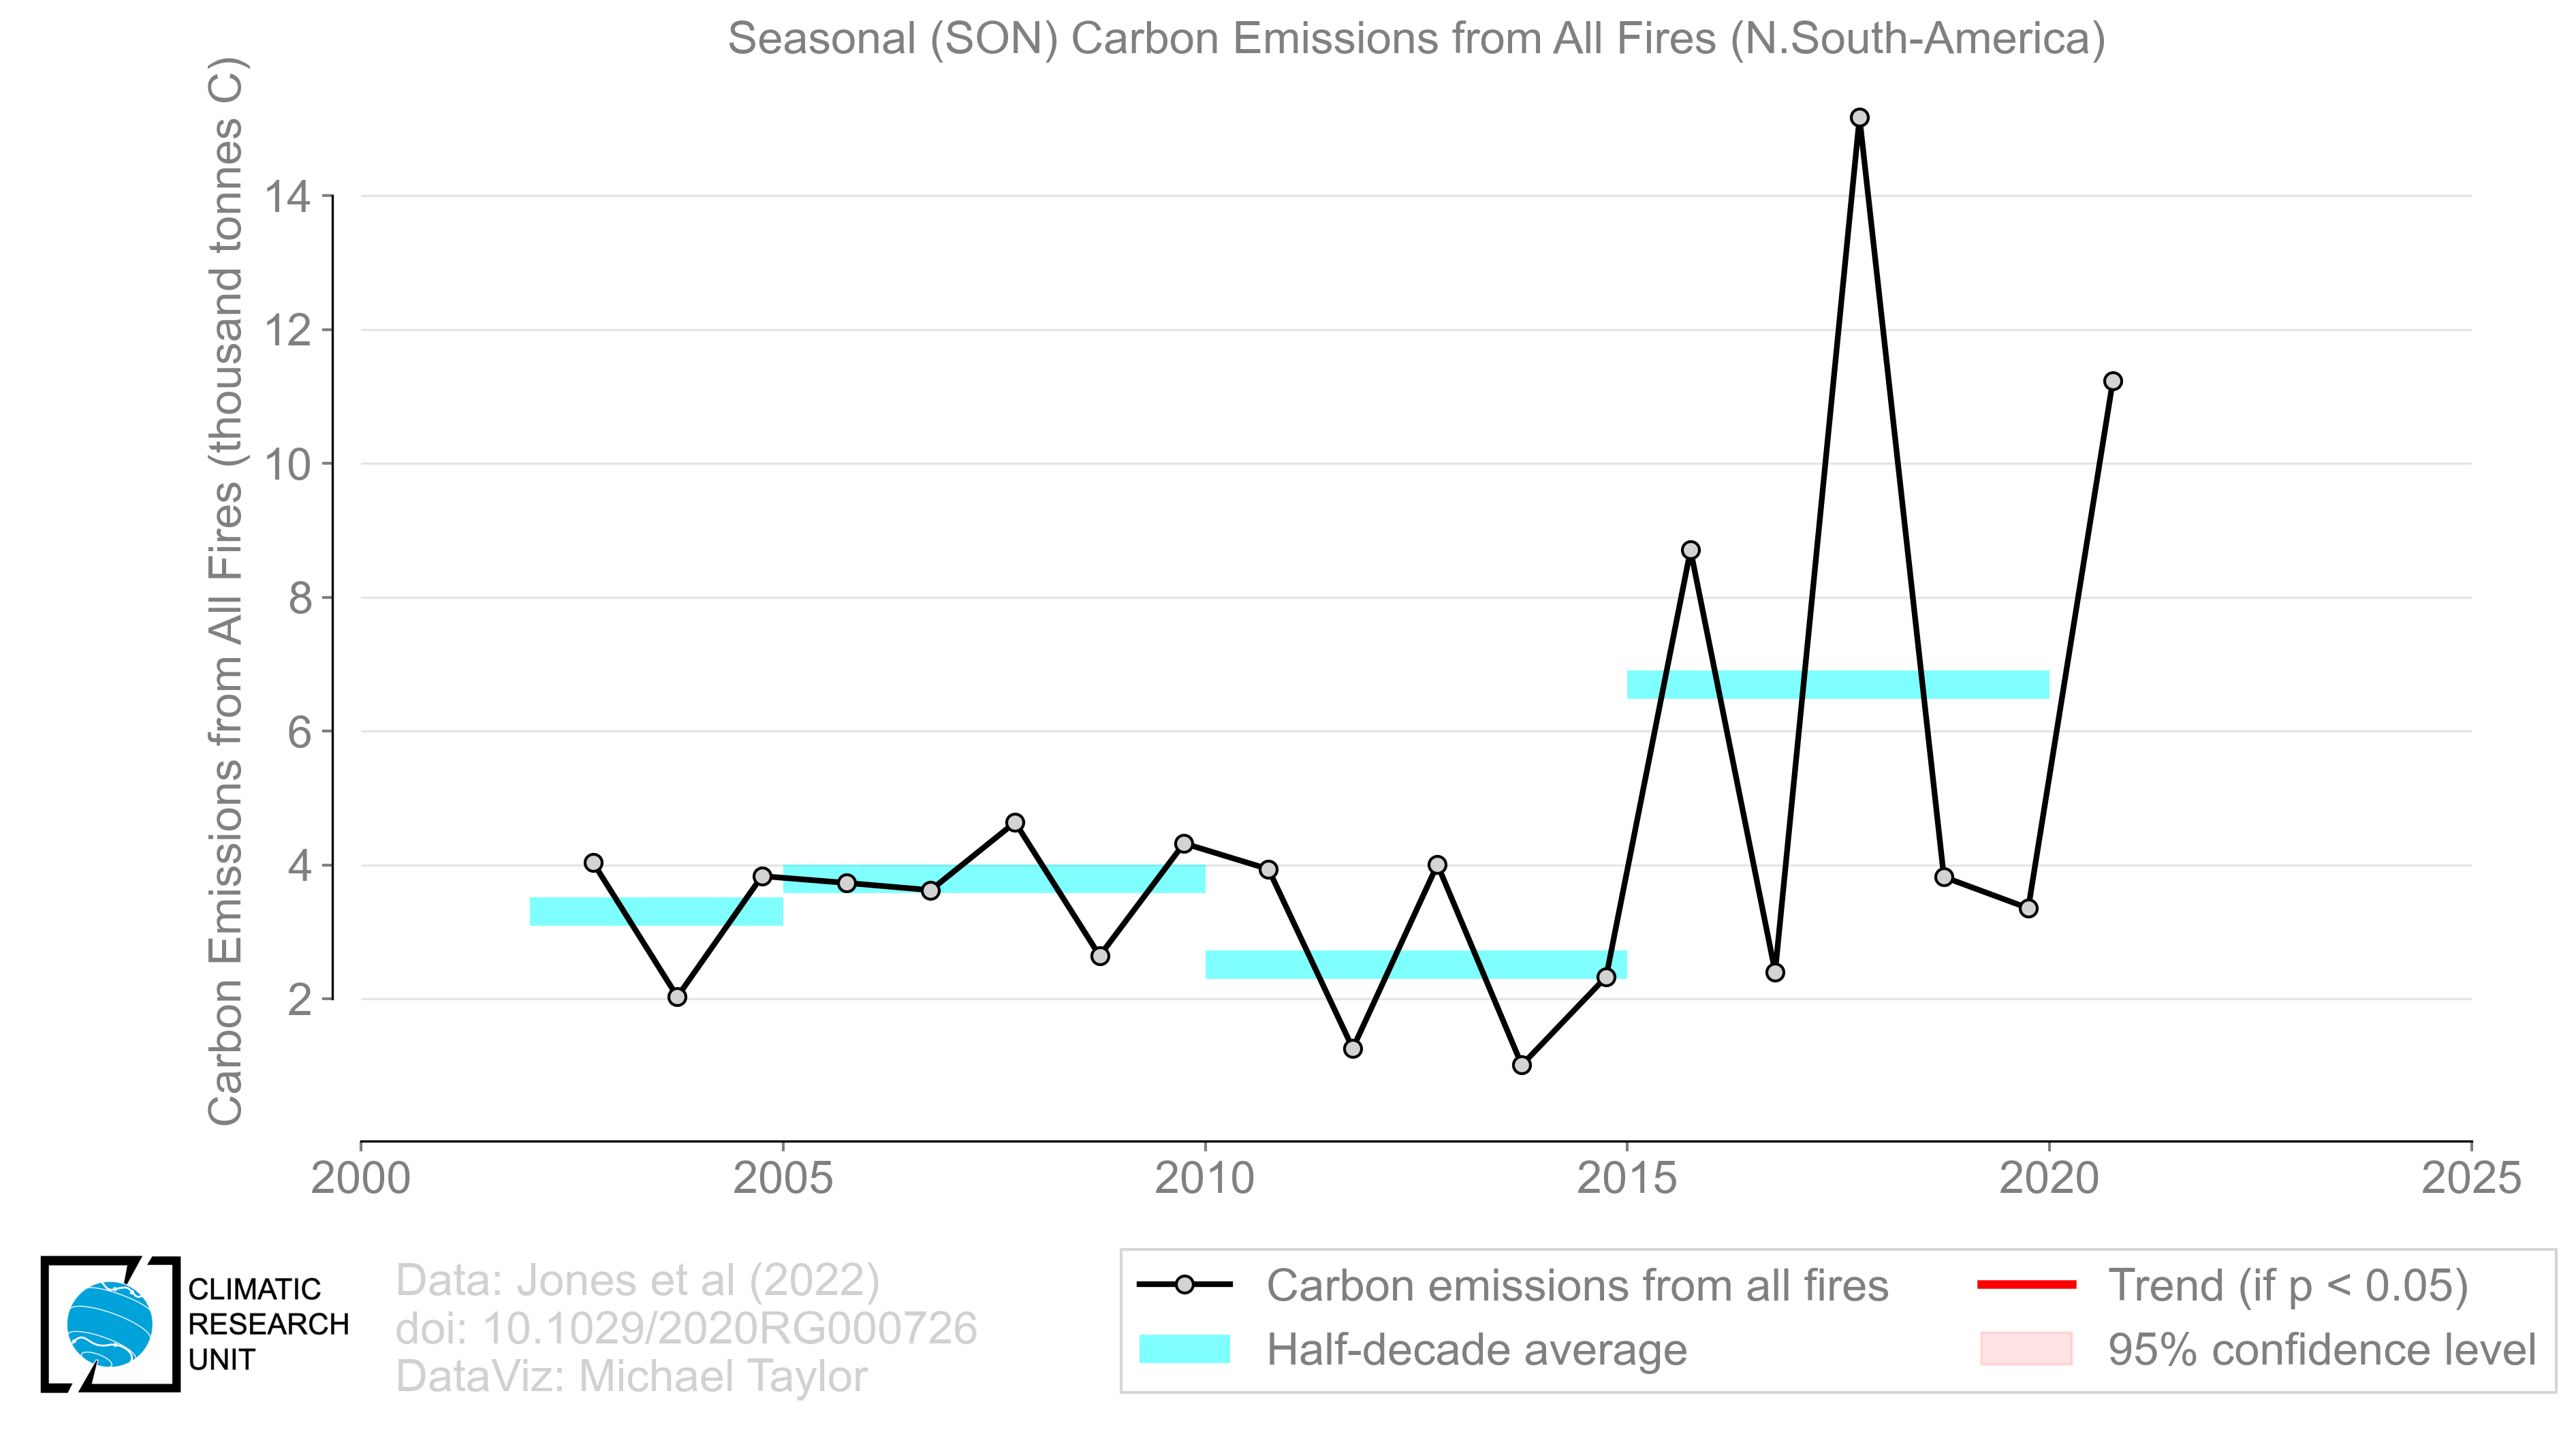 Seasonal (SON) Carbon Emissions from All Fires (N.South-America)
Carbon Emissions from All Fires (thousand tonnes C)
14
12
10
8
6
4
2
2000
2005
2010
2015
2020
2025
CLIMATIC
RESEARCH
UNIT
Data: Jones et al (2022)
doi: 10.1029/2020RG000726
DataViz: Michael Taylor
Carbon emissions from all fires
Half-decade average
Trend (if p < 0.05)
95% confidence level